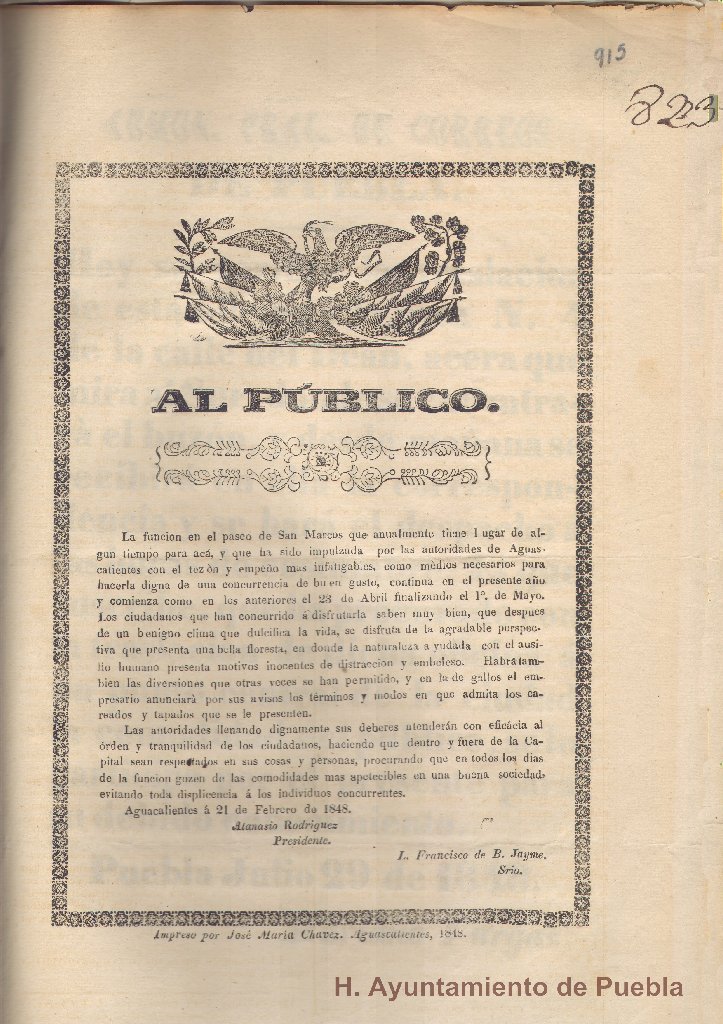 915
823
AL PÚBLICO.
La funcion en el paseo de San Marcos que anualmente tiene lugar de al-
gun tiempo para acá, y que ha sido impulzada por las autoridades de Aguas-
calientes con el tezón y empeño mas infatigables, como médios necesarios para
hacerla digna de una concurrencia de buen gusto, continua en el presente año
y comienza como en los anteriores el 23 de Abril finalizando el 1º. de Mayo.
Los ciudadanos que han concurrido á disfrutarla saben muy bien, que despues
de un benigno clima que dulcifica la vida, se disfruta de la agradable perspec-
tiva que presenta una bella floresta, en donde la naturaleza ayudada con el ausi-
lio humano presenta motivos inocentes de distraccion y embeleso. Habrá tam-
bien las diversiones que otras veces se han permitido, y en la de gallos el em-
presario anunciará por sus avisos los términos y modos en que admita los ca-
reados y tapados que se le presenten.
Las autoridades llenando dignamente sus deberes atenderán con eficácia al
órden y tranquilidad de los ciudadanos, haciendo que dentro y fuera de la Ca-
pital sean respetados en sus cosas y personas, procurando que en todos los dias
de la funcion gozen de las comodidades mas apetecibles en una buena sociedad,
evitando toda displicencia á los individuos concurrentes.
Aguacalientes á 21 de Febrero de 1848.
Atanasio Rodriguez
Presidente.
L. Francisco de B. Jayme.
Srio.
Impreso por José Maria Chavez. Aguascalientes, 1848.
H. Ayuntamiento de Puebla